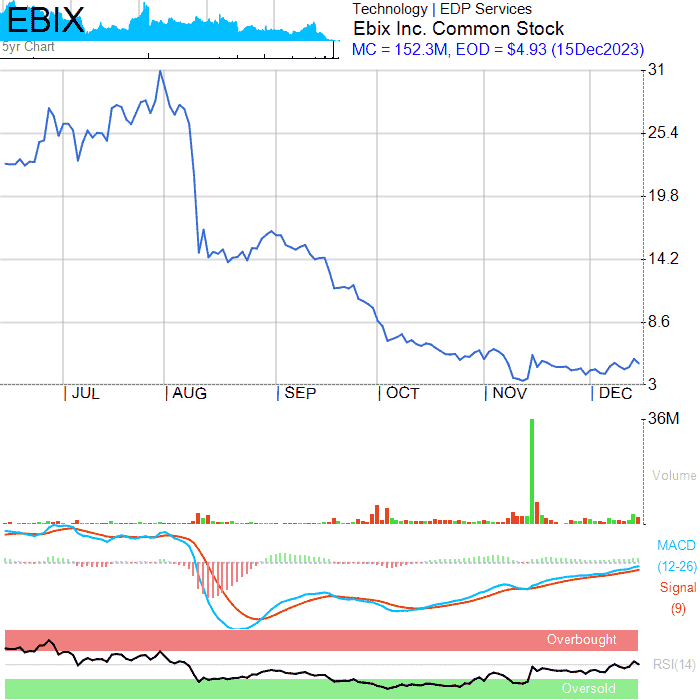 EBIX
5yr Chart
Technology | EDP Services
Ebix Inc. Common Stock
MC = 152.3M, EOD = $4.93 (15Dec2023)
31
25.4
19.8
14.2
8.6
3
| JUL | AUG | SEP | OCT | NOV | DEC
36M
Volume
MACD
(12-26)
Signal
(9)
Overbought
RSI(14)
Oversold